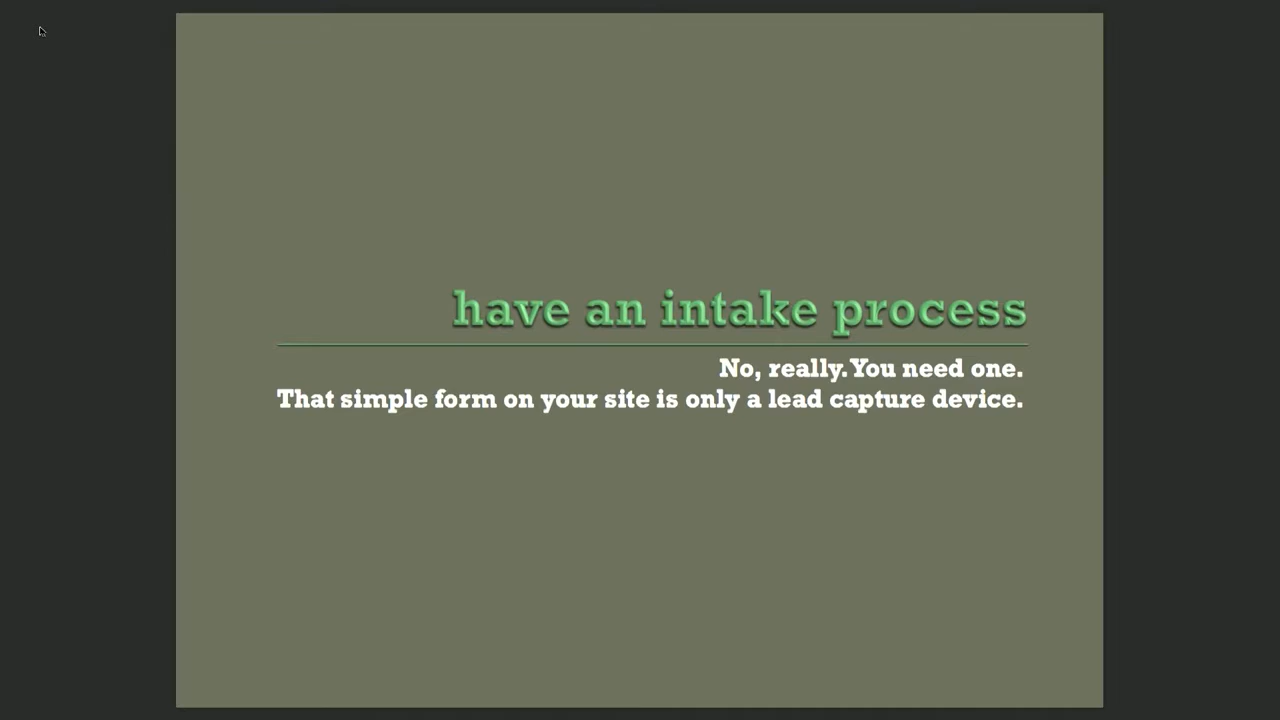 have an intake process
No, really. You need one.
That simple form on your site is only a lead capture device.